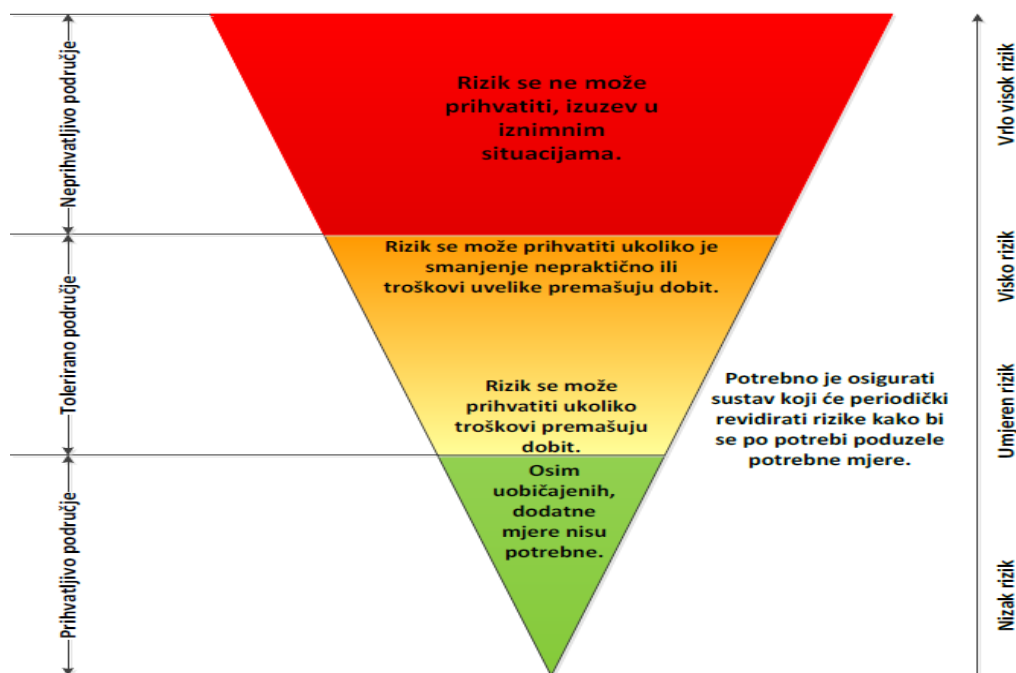 Neprihvatljivo područje
Tolerirano područje
Prihvatljivo područje
Rizik se ne može
prihvatiti, izuzev u
iznimnim
situacijama.
Rizik se može prihvatiti ukoliko je
smanjenje nepraktično ili
troškovi uvelike premašuju dobit.
Rizik se može
prihvatiti ukoliko
troškovi premašuju
dobit.
Osim
uobičajenih,
dodatne
mjere nisu
potrebne.
Potrebno je osigurati
sustav koji će periodički
revidirati rizike kako bi
se po potrebi poduzele
potrebne mjere.
Vrlo visok rizik
Visko rizik
Umjeren rizik
Nizak rizik